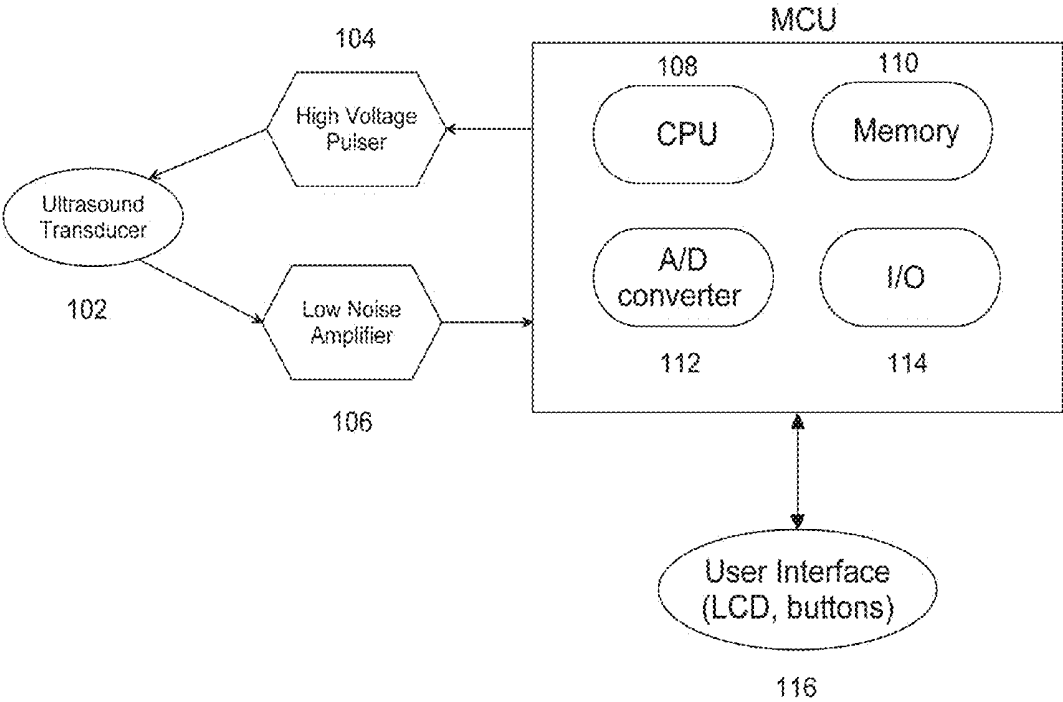 MCU
104
High Voltage
Pulser
108
CPU
110
Memory
Ultrasound
Transducer
102
Low Noise
Amplifier
106
A/D
converter
112
I/O
114
User Interface
(LCD, buttons)
116